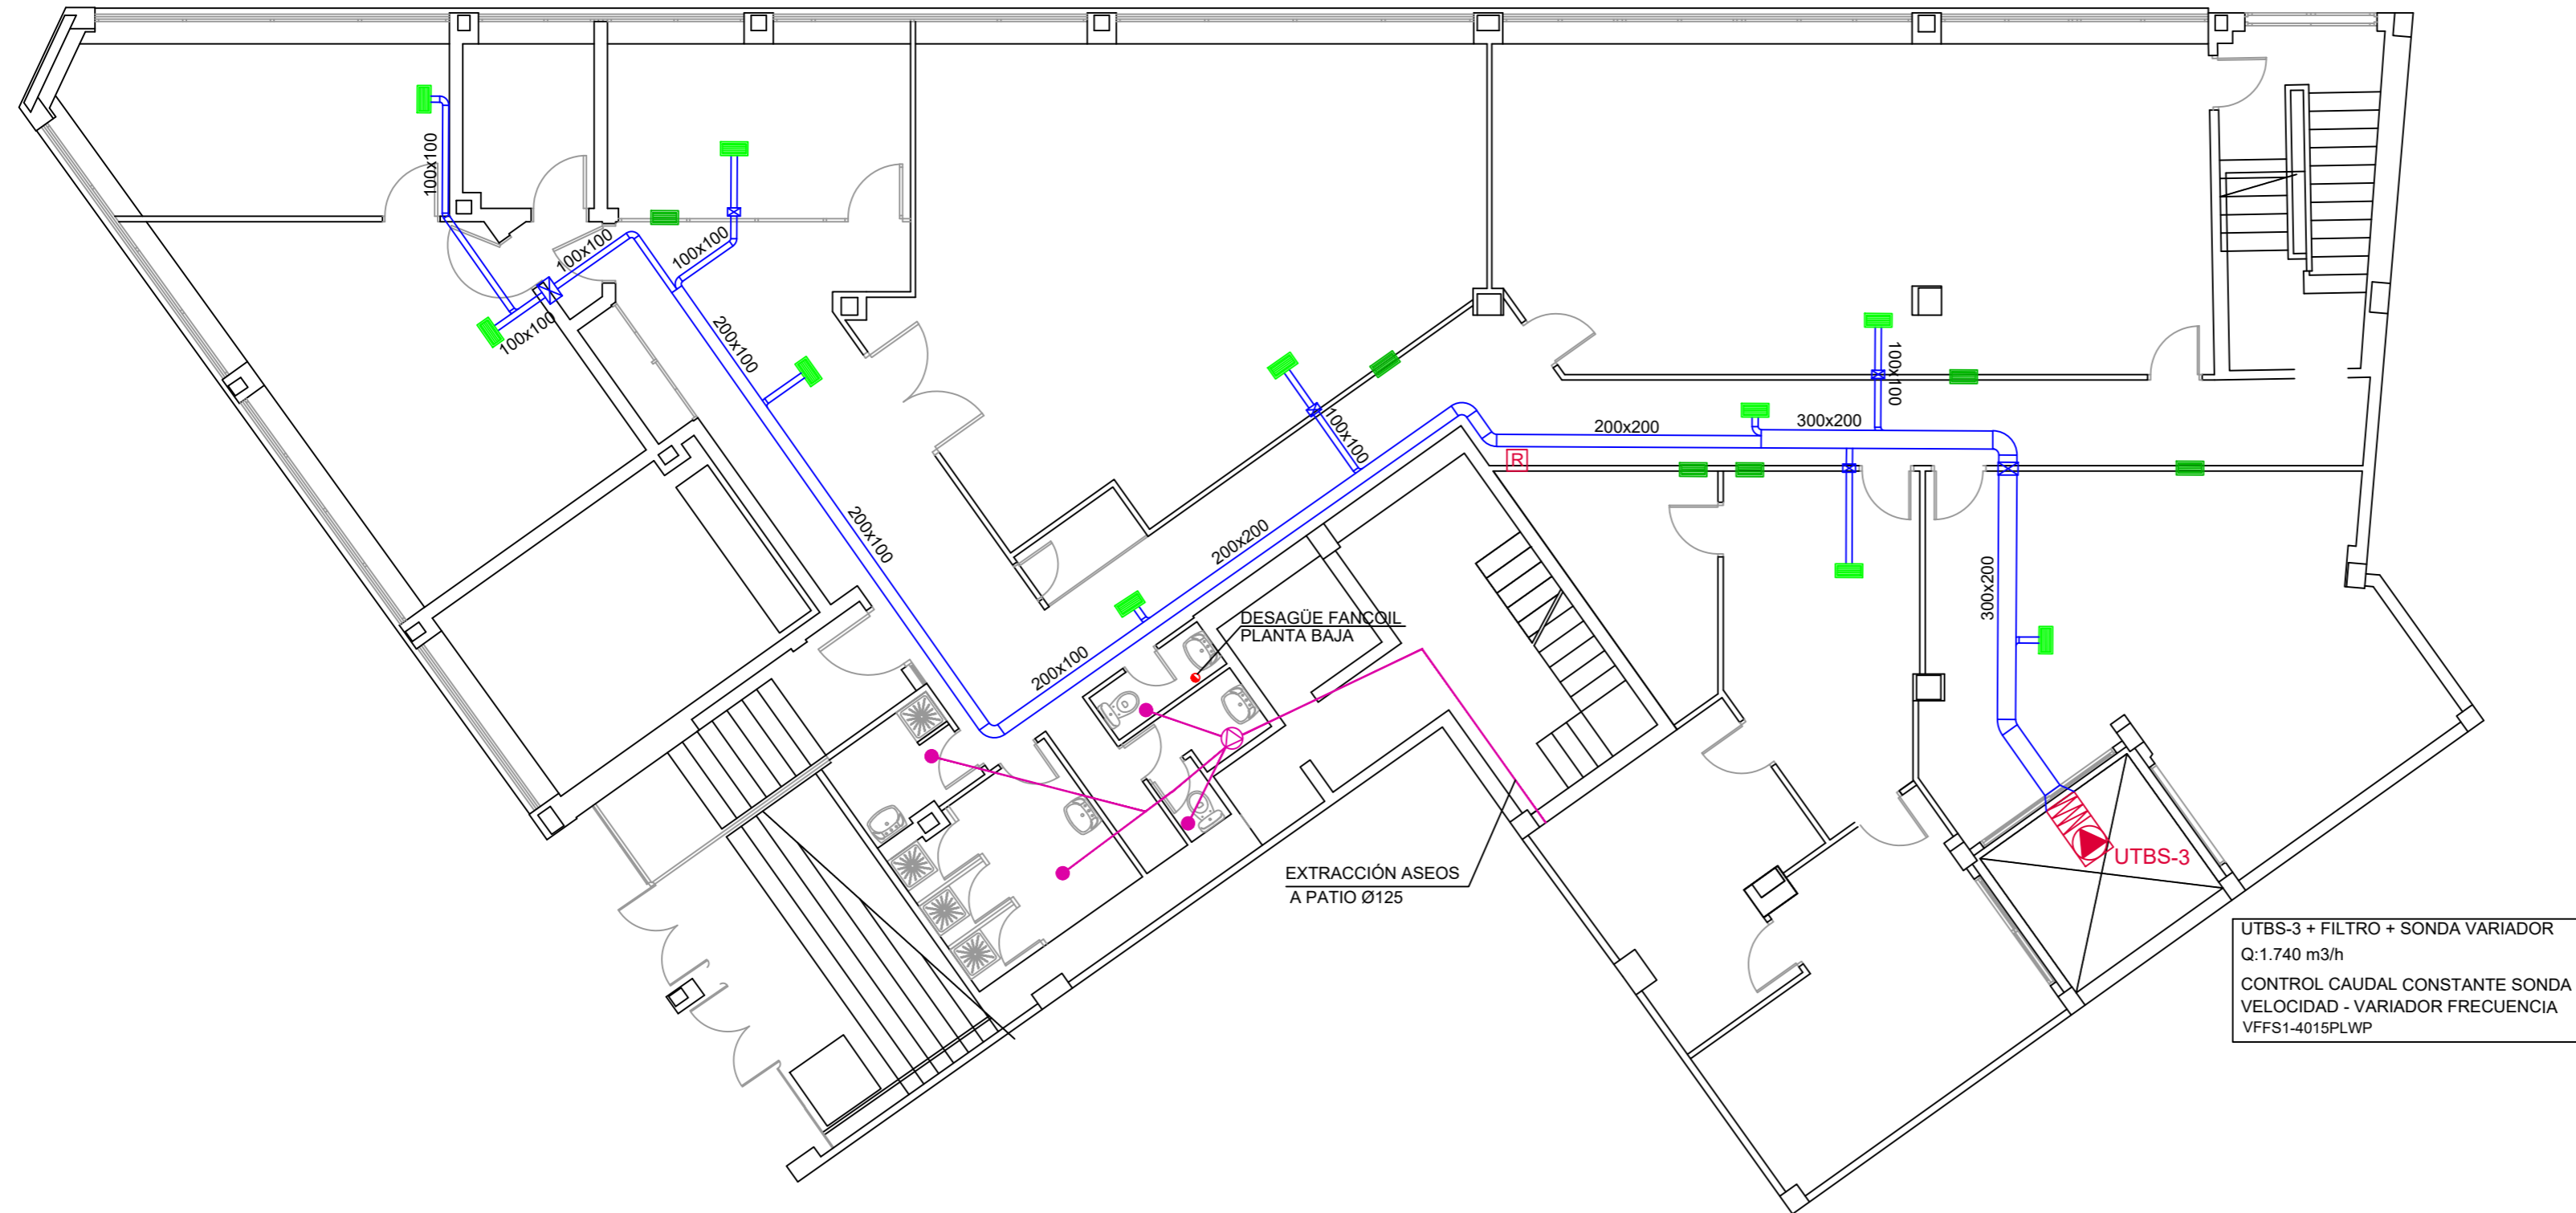 100x100
100x100
100x100
100x100
200x100
200x100
200x100
200x200
100x100
200x200
300x200
100x100
300x200
R
DESAGÜE FANCOIL
PLANTA BAJA
EXTRACCIÓN ASEOS
A PATIO Ø125
UTBS-3
UTBS-3 + FILTRO + SONDA VARIADOR
Q:1.740 m3/h
CONTROL CAUDAL CONSTANTE SONDA
VELOCIDAD - VARIADOR FRECUENCIA
VFFS1-4015PLWP